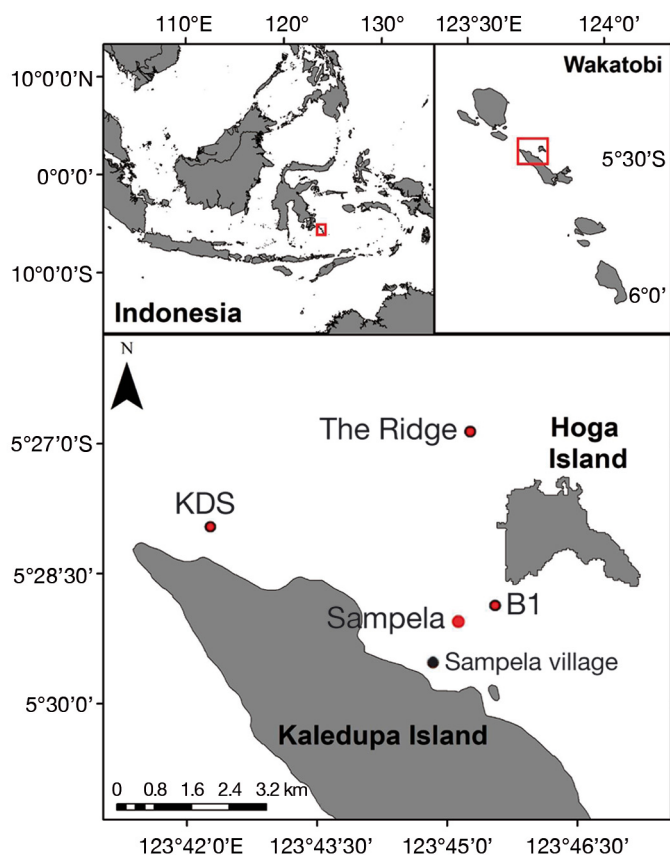 110°E 120° 130° 123°30'E 124°0'
Wakatobi
10°0'0'N
5°30'S
0°0'0'
10°0'0'S
6°0'
Indonesia
N
The Ridge
5°27'0'S
Hoga
Island
KDS
5°28'30'
B1
Sampela
Sampela village
5°30'0'
Kaledupa Island
0 0.8 1.6 2.4 3.2 km
123°42'0'E 123°43'30' 123°45'0' 123°46'30'